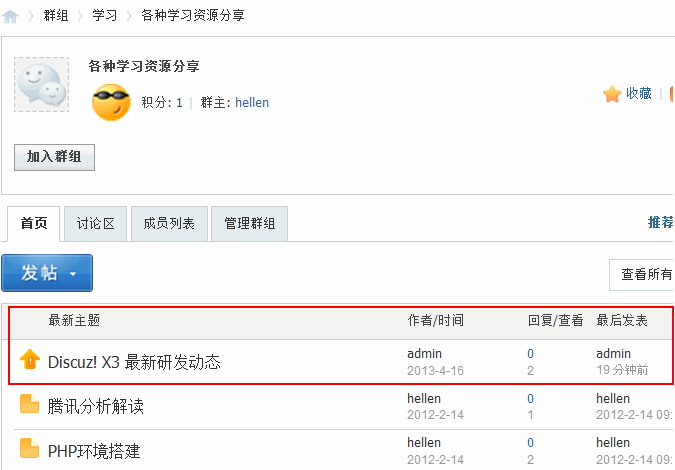 群组 学习 各种学习资源分享
各种学习资源分享
积分: 1 | 群主: hellen
收藏
加入群组
首页 讨论区 成员列表 管理群组 推荐
发帖
查看所有
最新主题 作者/时间 回复/查看 最后发表
Discuz! X3 最新研发动态 admin 0 admin
2013-4-16 2 19 分钟前
腾讯分析解读 hellen 0 hellen
2012-2-14 1 2012-2-14 09:
PHP环境搭建 hellen 0 hellen
2012-2-14 2 2012-2-14 09: